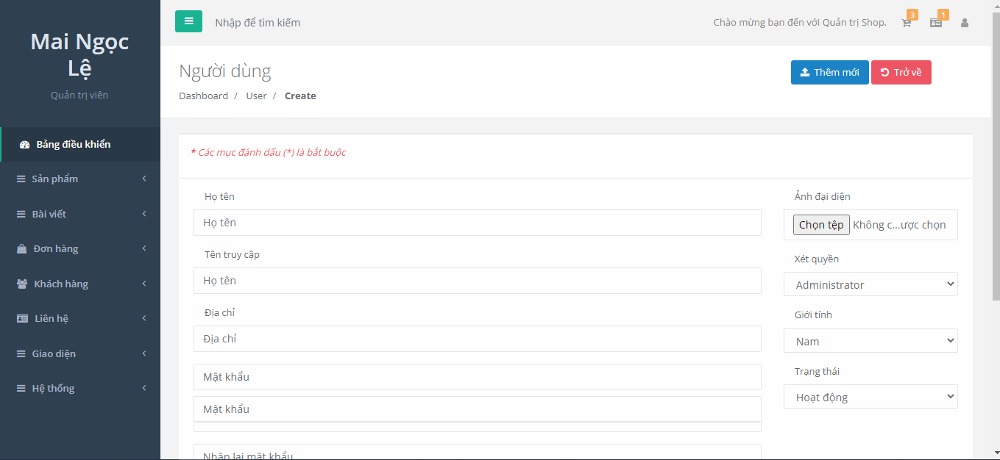 Mai Ngọc
Lệ
Quản trị viên
Bảng điều khiển
Sản phẩm
Bài viết
Đơn hàng
Khách hàng
Liên hệ
Giao diện
Hệ thống
Nhập để tìm kiếm
Chào mừng bạn đến với Quản trị Shop.
3
1
Người dùng
Dashboard / User / Create
Thêm mới
Trở về
* Các mục đánh dấu (*) là bắt buộc
Họ tên
Họ tên
Tên truy cập
Họ tên
Địa chỉ
Địa chỉ
Mật khẩu
Mật khẩu
Nhập lại mật khẩu
Ảnh đại diện
Chọn tệp Không c...ược chọn
Xét quyền
Administrator
Giới tính
Nam
Trạng thái
Hoạt động